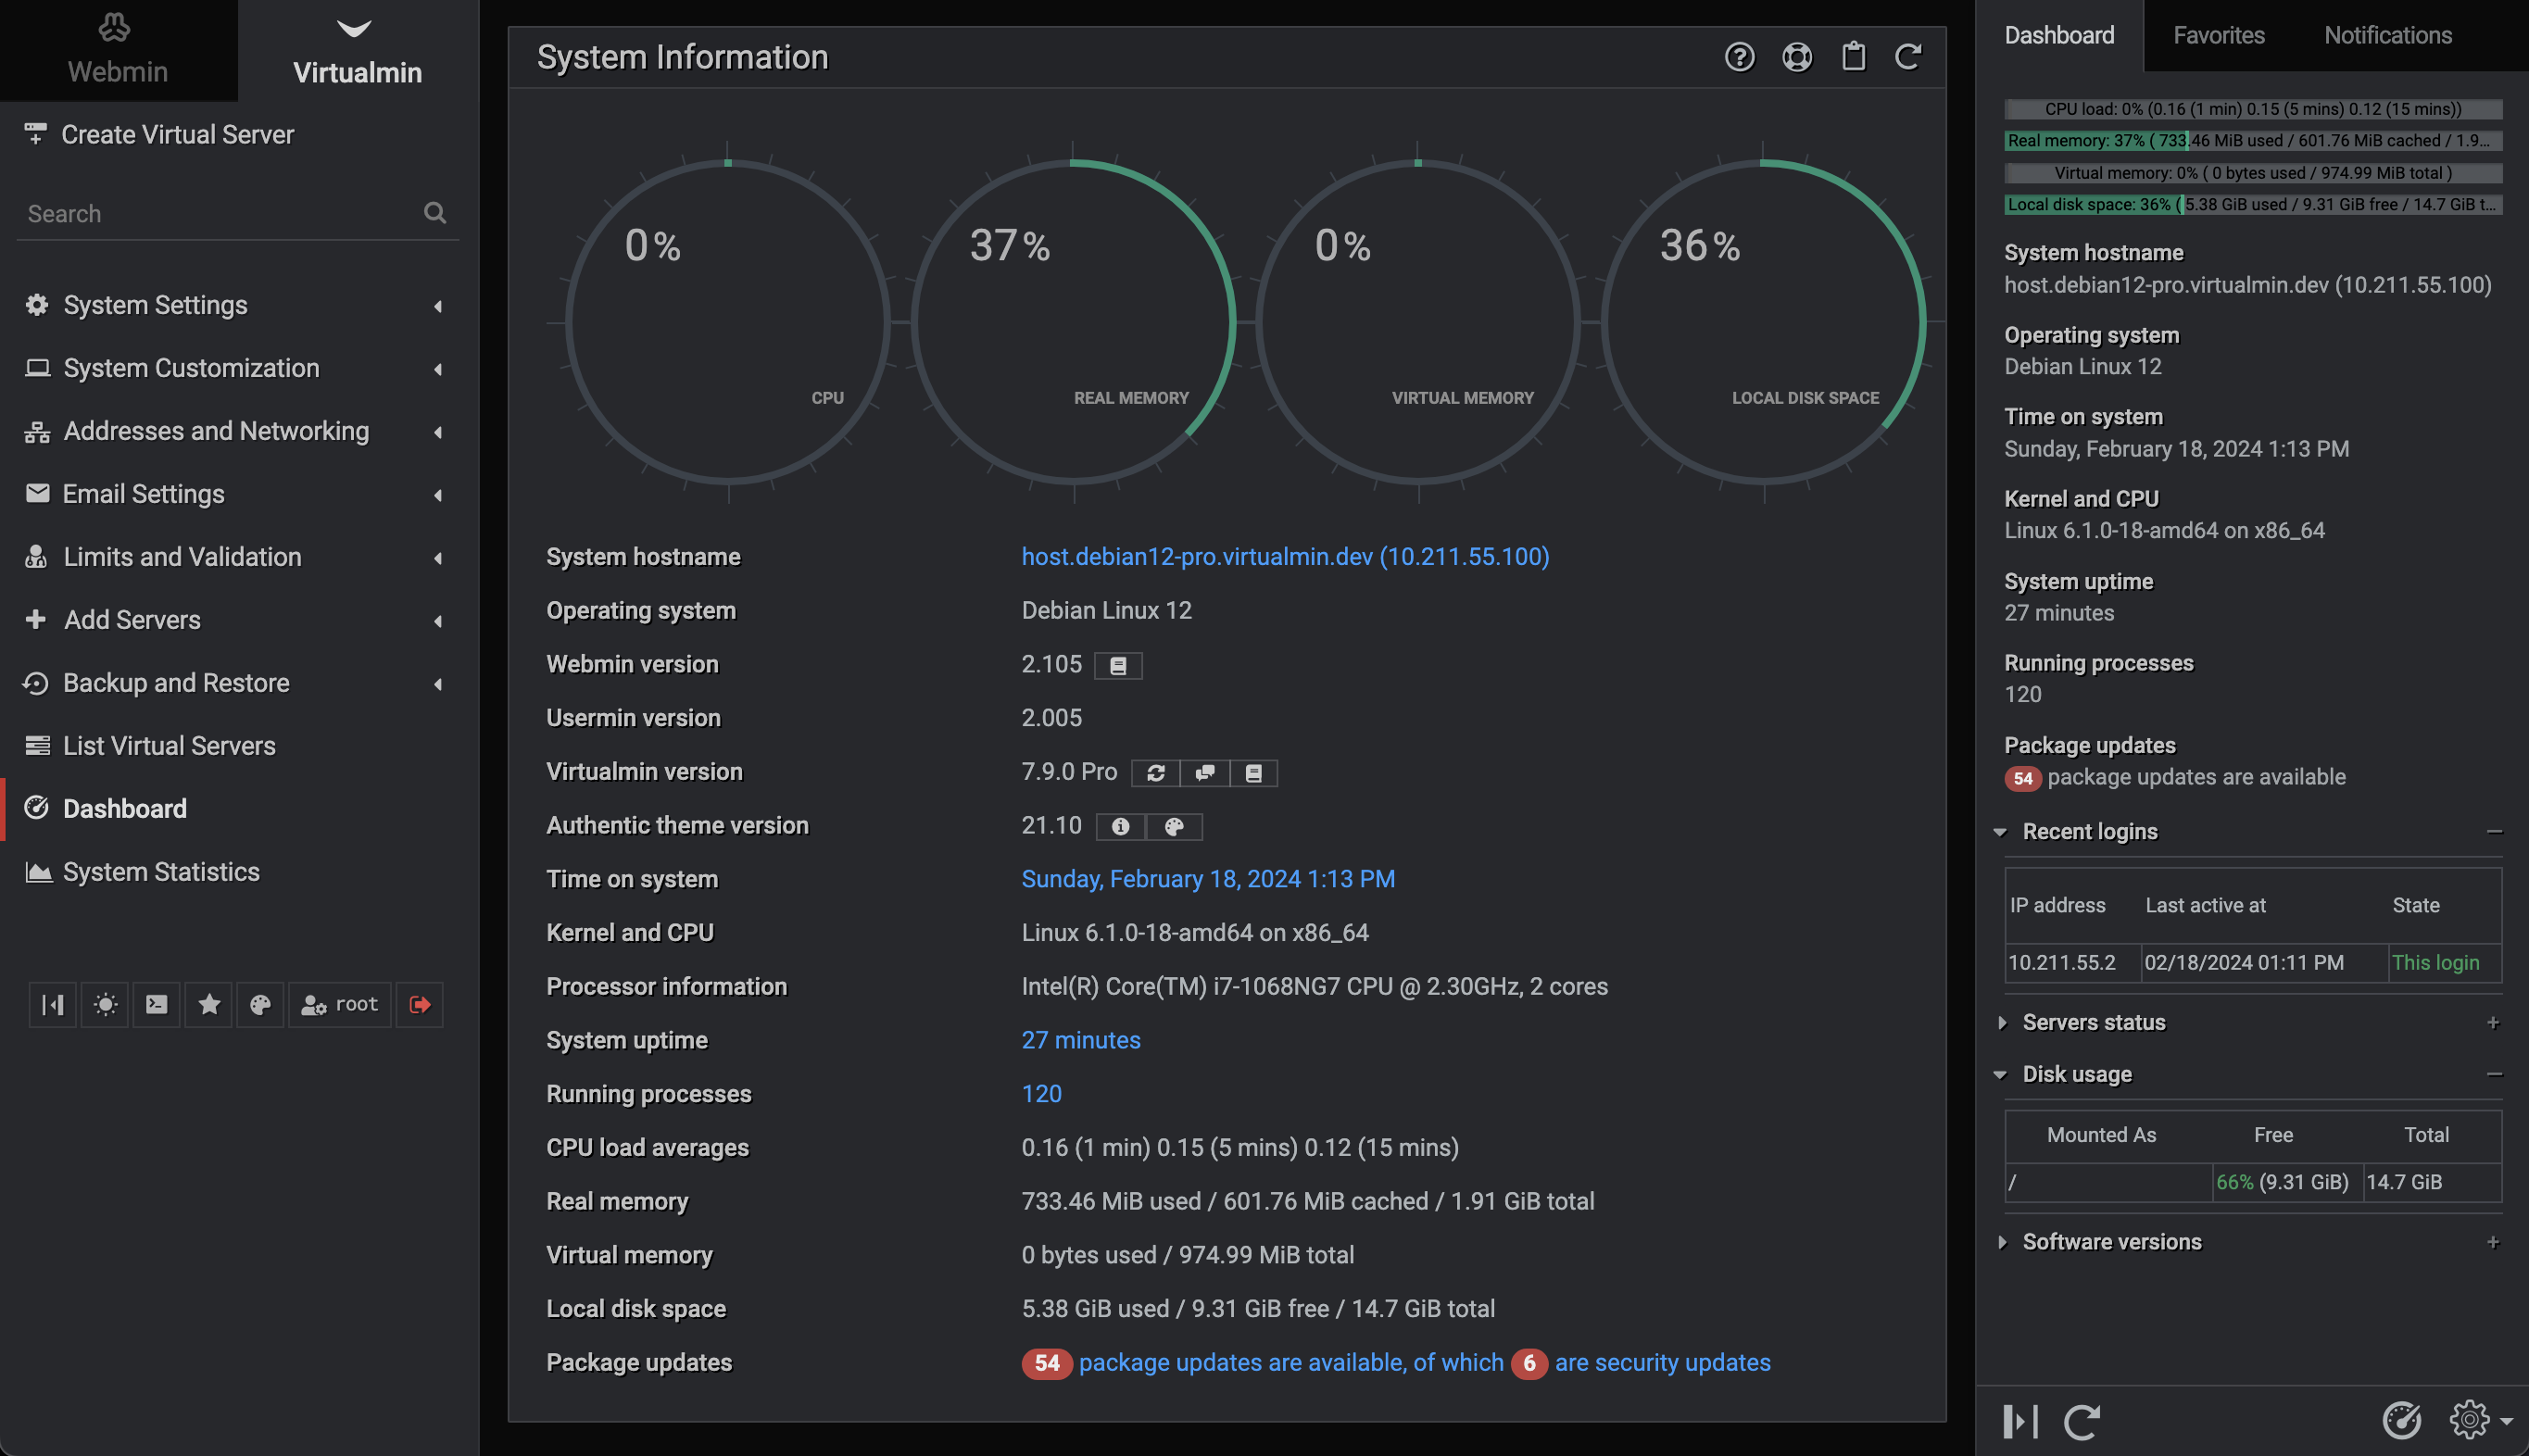 Webmin
Virtualmin
Create Virtual Server
Search
System Settings
System Customization
Addresses and Networking
Email Settings
Limits and Validation
Add Servers
Backup and Restore
List Virtual Servers
Dashboard
System Statistics
root
System Information
0%
CPU
37%
REAL MEMORY
0%
VIRTUAL MEMORY
36%
LOCAL DISK SPACE
System hostname host.debian12-pro.virtualmin.dev (10.211.55.100)
Operating system Debian Linux 12
Webmin version 2.105
Usermin version 2.005
Virtualmin version 7.9.0 Pro
Authentic theme version 21.10
Time on system Sunday, February 18, 2024 1:13 PM
Kernel and CPU Linux 6.1.0-18-amd64 on x86_64
Processor information Intel(R) Core(TM) i7-1068NG7 CPU @ 2.30GHz, 2 cores
System uptime 27 minutes
Running processes 120
CPU load averages 0.16 (1 min) 0.15 (5 mins) 0.12 (15 mins)
Real memory 733.46 MiB used / 601.76 MiB cached / 1.91 GiB total
Virtual memory 0 bytes used / 974.99 MiB total
Local disk space 5.38 GiB used / 9.31 GiB free / 14.7 GiB total
Package updates 54 package updates are available, of which 6 are security updates
Dashboard Favorites Notifications
CPU load: 0% (0.16 (1 min) 0.15 (5 mins) 0.12 (15 mins))
Real memory: 37% ( 733.46 MiB used / 601.76 MiB cached / 1.9...
Virtual memory: 0% ( 0 bytes used / 974.99 MiB total )
Local disk space: 36% ( 5.38 GiB used / 9.31 GiB free / 14.7 GiB t...
System hostname
host.debian12-pro.virtualmin.dev (10.211.55.100)
Operating system
Debian Linux 12
Time on system
Sunday, February 18, 2024 1:13 PM
Kernel and CPU
Linux 6.1.0-18-amd64 on x86_64
System uptime
27 minutes
Running processes
120
Package updates
54 package updates are available
Recent logins
IP address Last active at State
10.211.55.2 02/18/2024 01:11 PM This login
Servers status
Disk usage
Mounted As Free Total
/ 66% (9.31 GiB) 14.7 GiB
Software versions